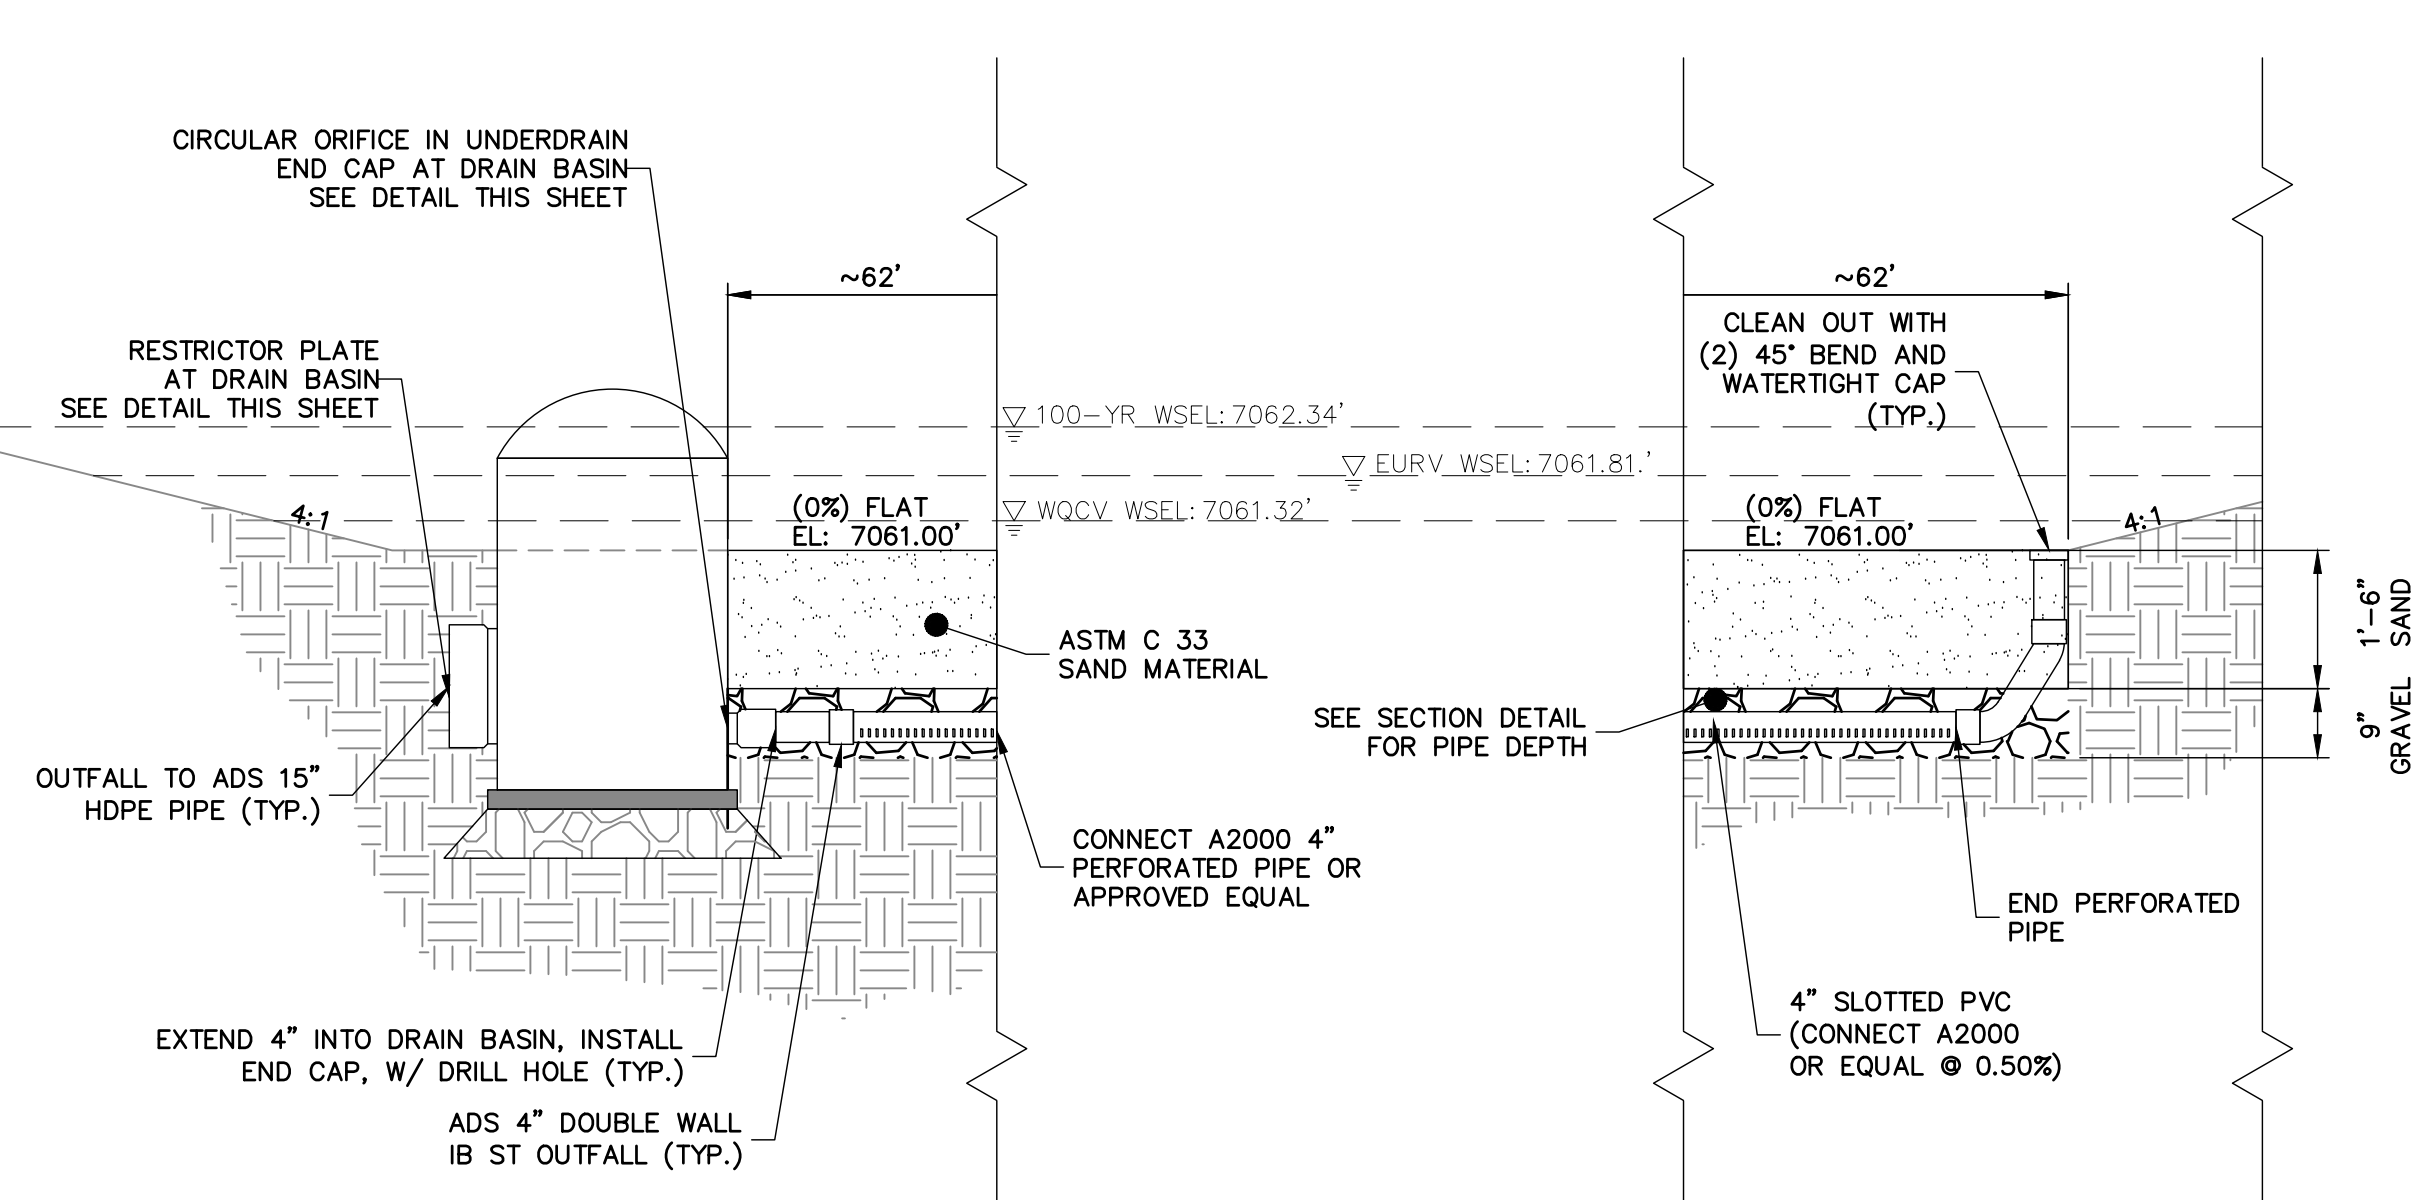 CIRCULAR ORIFICE IN UNDERDRAIN
END CAP AT DRAIN BASIN
SEE DETAIL THIS SHEET
~62’
~62’
CLEAN OUT WITH
(2) 45° BEND AND
WATERTIGHT CAP
(TYP.)
RESTRICTOR PLATE
AT DRAIN BASIN
SEE DETAIL THIS SHEET
100-YR WSEL: 7062.34’
EURV WSEL: 7061.81.’
WQCV WSEL: 7061.32’
4:1
(0%) FLAT
EL: 7061.00’
(0%) FLAT
EL: 7061.00’
4:1
1’-6”
SAND
9”
GRAVEL
ASTM C 33
SAND MATERIAL
SEE SECTION DETAIL
FOR PIPE DEPTH
OUTFALL TO ADS 15”
HDPE PIPE (TYP.)
CONNECT A2000 4”
PERFORATED PIPE OR
APPROVED EQUAL
END PERFORATED
PIPE
4” SLOTTED PVC
(CONNECT A2000
OR EQUAL @ 0.50%)
EXTEND 4” INTO DRAIN BASIN, INSTALL
END CAP, W/ DRILL HOLE (TYP.)
ADS 4” DOUBLE WALL
IB ST OUTFALL (TYP.)